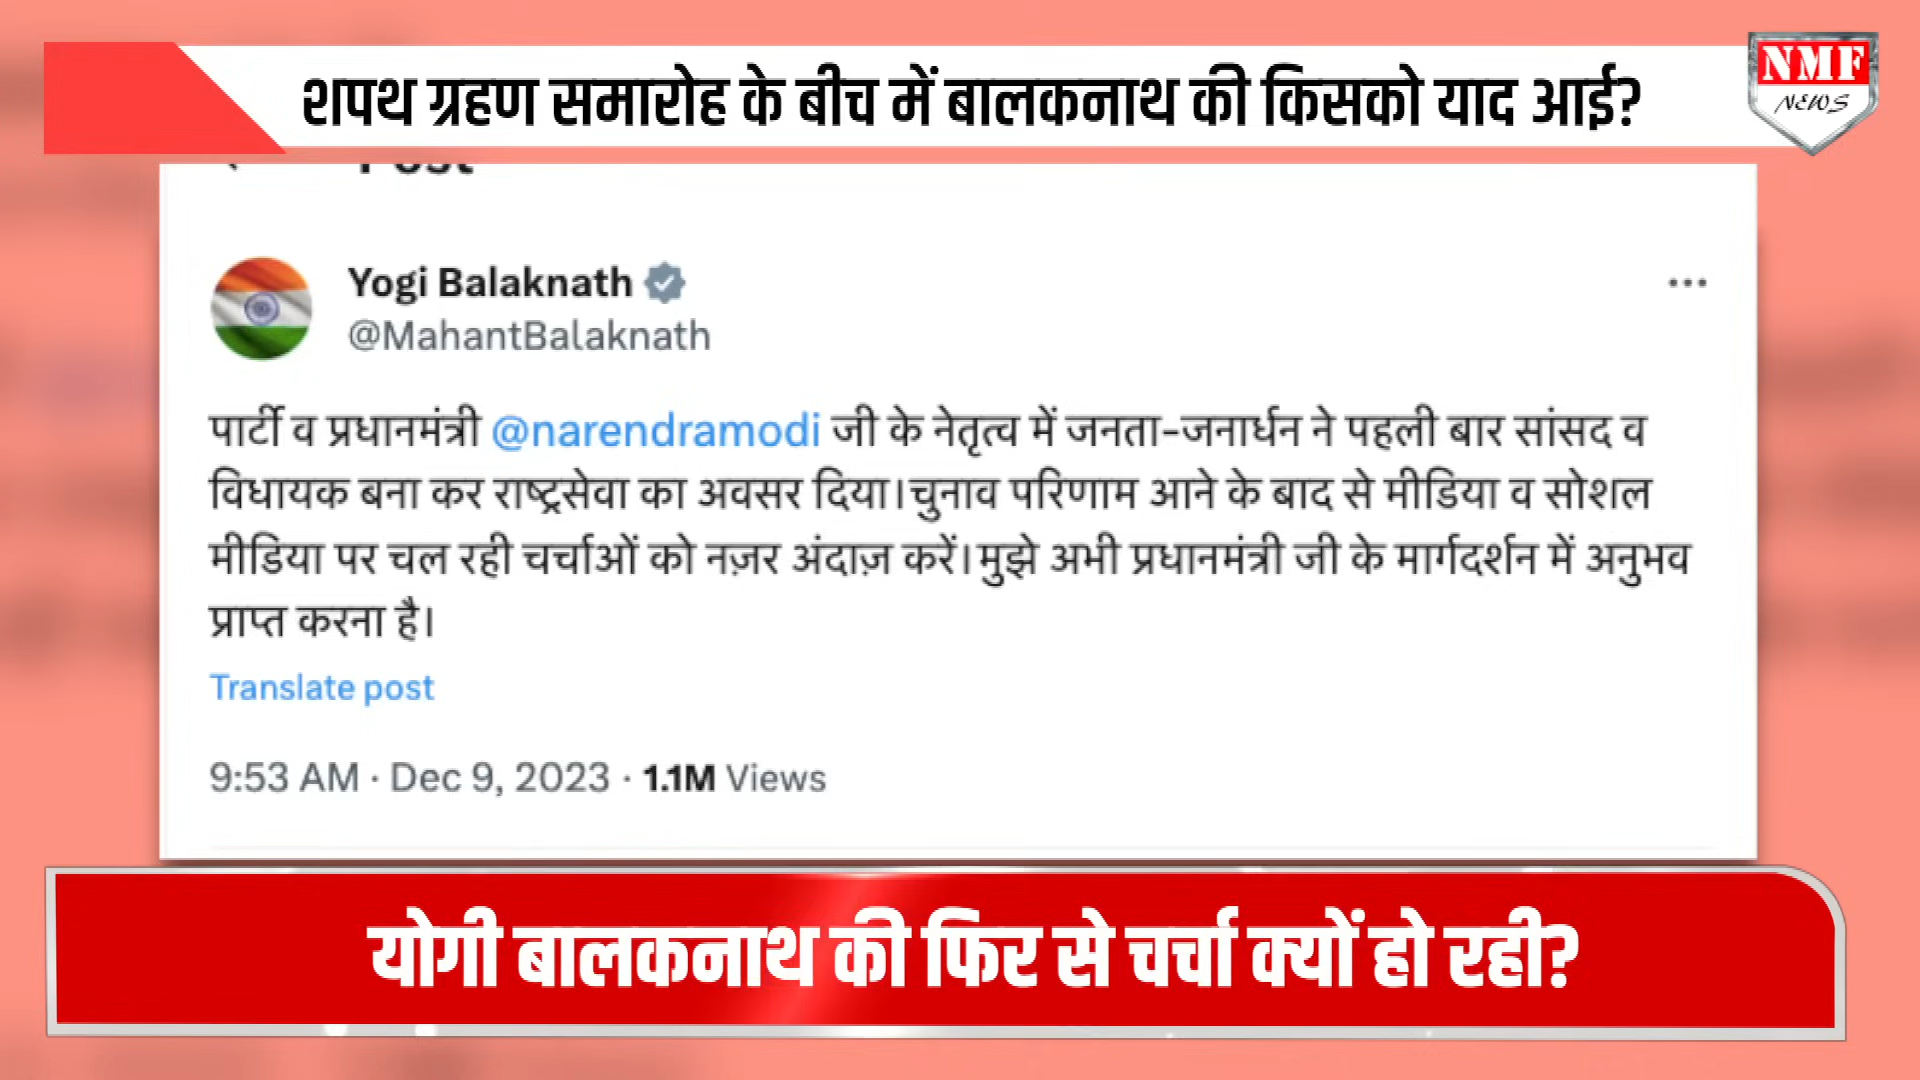 शपथ ग्रहण समारोह के बीच में बालकनाथ की किसको याद आई?
NMF
NEWS
Post
Yogi Balaknath
@MahantBalaknath
पार्टी व प्रधानमंत्री @narendramodi जी के नेतृत्व में जनता-जनार्धन ने पहली बार सांसद व
विधायक बना कर राष्ट्रसेवा का अवसर दिया।चुनाव परिणाम आने के बाद से मीडिया व सोशल
मीडिया पर चल रही चर्चाओं को नज़र अंदाज़ करें।मुझे अभी प्रधानमंत्री जी के मार्गदर्शन में अनुभव
प्राप्त करना है।
Translate post
9:53 AM · Dec 9, 2023 · 1.1M Views
योगी बालकनाथ की फिर से चर्चा क्यों हो रही?